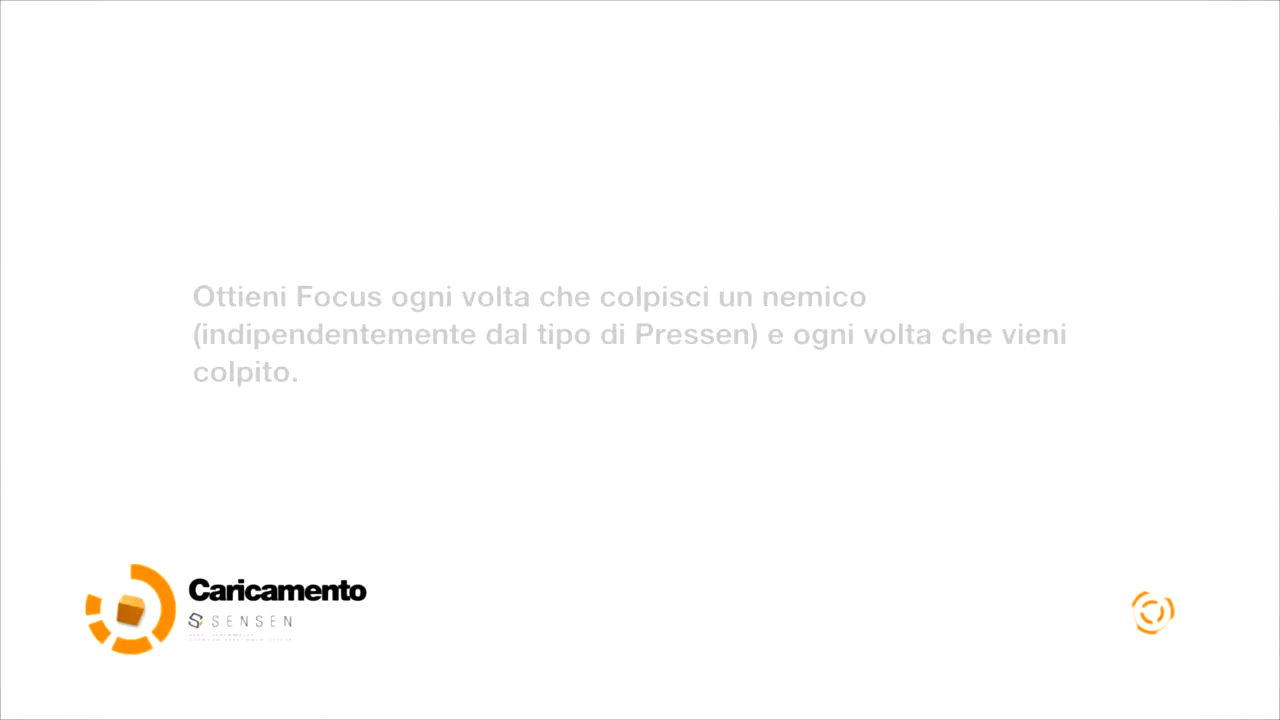 Ottieni Focus ogni volta che colpisci un nemico
(indipendentemente dal tipo di Pressen) e ogni volta che vieni
colpito.
Caricamento
SENSEN